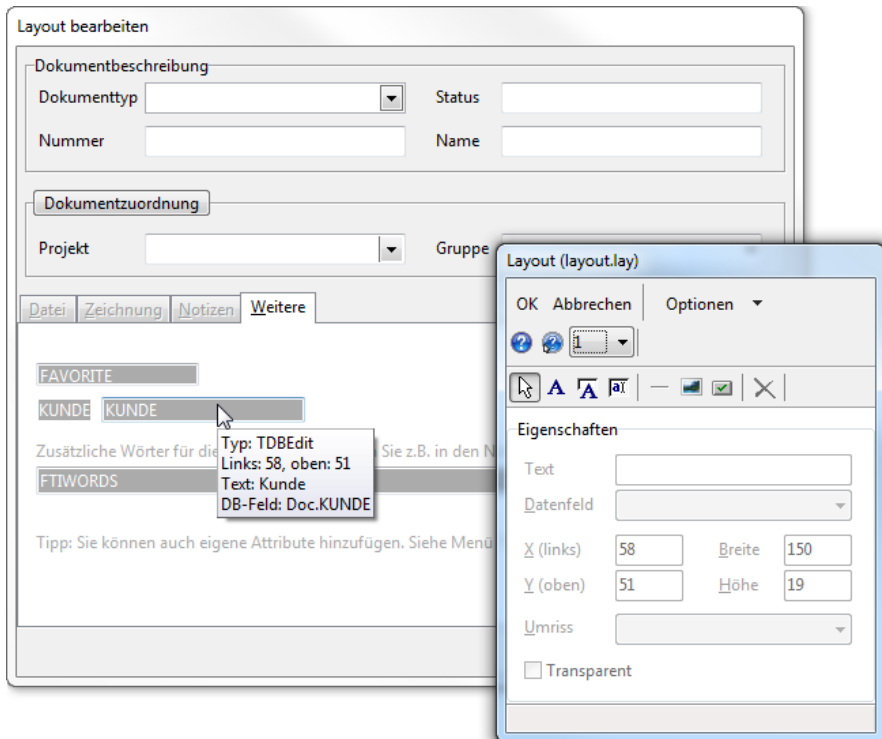 Layout bearbeiten
Dokumentbeschreibung
Dokumenttyp Status
Nummer Name
Dokumentzuordnung
Projekt Gruppe
Datei Zeichnung Notizen Weitere
FAVORITE
KUNDE KUNDE
Zusätzliche Wörter für die Sie z.B. in den N
FTIWORDS
Tipp: Sie können auch eigene Attribute hinzufügen. Siehe Menü
Typ: TDBEdit
Links: 58, oben: 51
Text: Kunde
DB-Feld: Doc.KUNDE
Layout (layout.lay)
OK Abbrechen Optionen
1
A A aI
Eigenschaften
Text
Datenfeld
X (links) 58 Breite 150
Y (oben) 51 Höhe 19
Umriss
Transparent